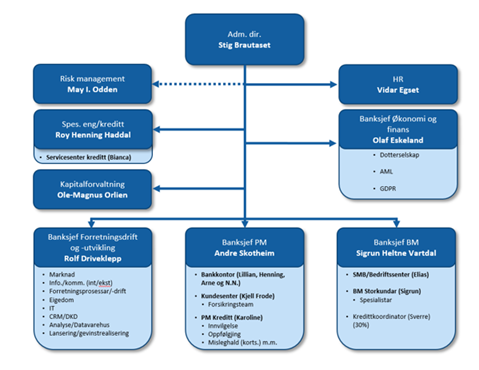 Adm. dir.
Stig Brautaset
Risk management
May I. Odden
HR
Vidar Egset
Spes. eng/kreditt
Roy Henning Haddal
• Servicesenter kreditt (Bianca)
Banksjef Økonomi og
finans
Olaf Eskeland
• Dotterselskap
• AML
• GDPR
Kapitalforvaltning
Ole-Magnus Orlien
Banksjef Forretningsdrift
og -utvikling
Rolf Driveklepp
• Marknad
• Info./komm. (int/ekst)
• Forretningsprosessar/-drift
• Eigedom
• IT
• CRM/DKD
• Analyse/Datavarehus
• Lansering/gevinstrealisering
Banksjef PM
Andre Skotheim
• Bankkontor (Lillian, Henning,
Arne og N.N.)
• Kundesenter (Kjell Frode)
• Forsikringsteam
• PM Kreditt (Karoline)
• Innvilgelse
• Oppfølgjing
• Misleghald (korts.) m.m.
Banksjef BM
Sigrun Heltne Vartdal
• SMB/Bedriftssenter (Elias)
• BM Storkundar (Sigrun)
• Spesialistar
• Kredittkoordinator (Sverre)
(30%)